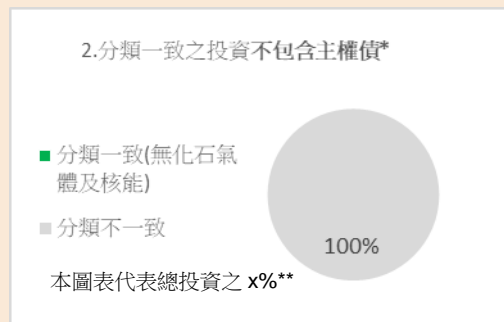 2.分類一致之投資不包含主權債*
分類一致(無化石氣
體及核能)
分類不一致
100%
本圖表代表總投資之 x%**